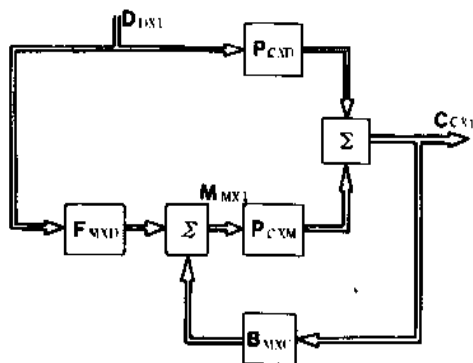 D DX1
P CXD
Σ
C CX1
M MX1
F MXD
Σ
P CXM
B MXC